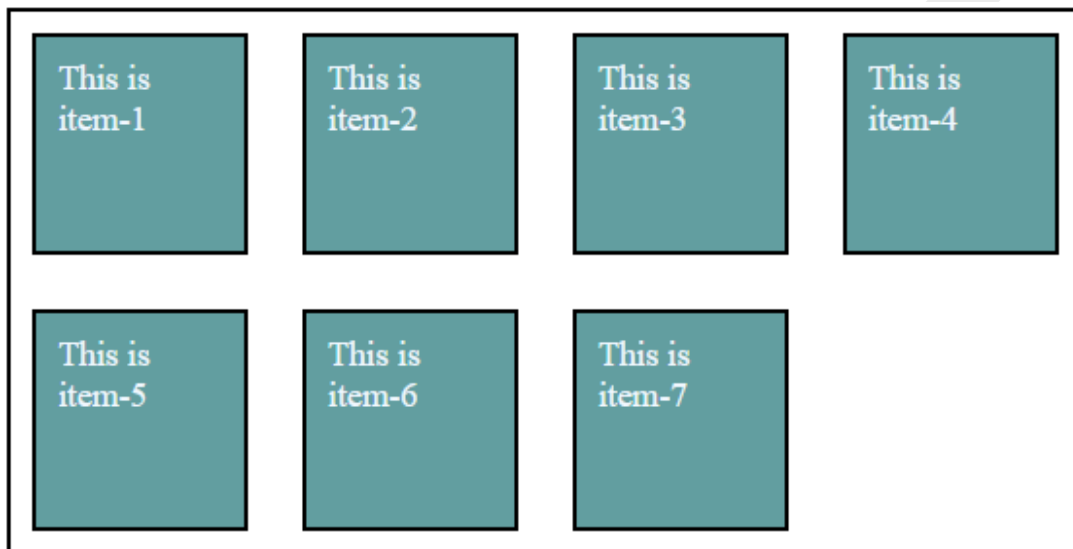 This is
item-1
This is
item-2
This is
item-3
This is
item-4
This is
item-5
This is
item-6
This is
item-7